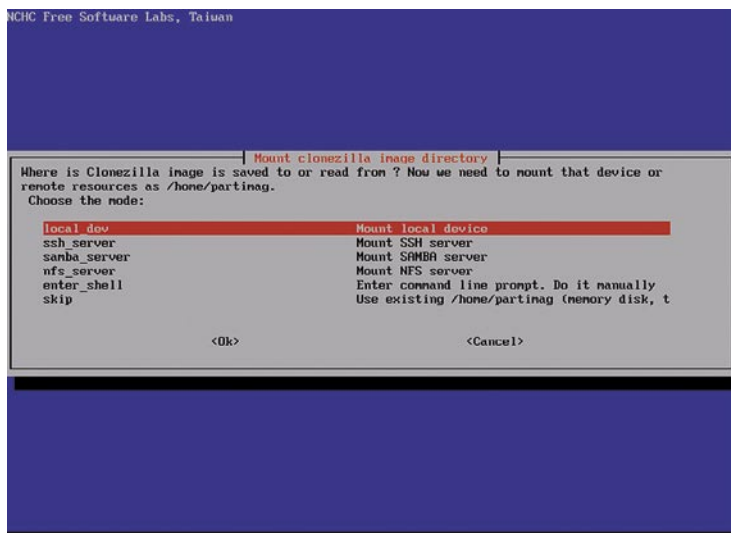 NCHC Free Software Labs, Taiwan
Mount clonezilla image directory
Where is Clonezilla image is saved to or read from ? Now we need to mount that device or
remote resources as /home/partimag.
Choose the mode:
local_dev Mount local device
ssh_server Mount SSH server
samba_server Mount SAMBA server
nfs_server Mount NFS server
enter_shell Enter command line prompt. Do it manually
skip Use existing /home/partimag (memory disk, t
<Ok> <Cancel>